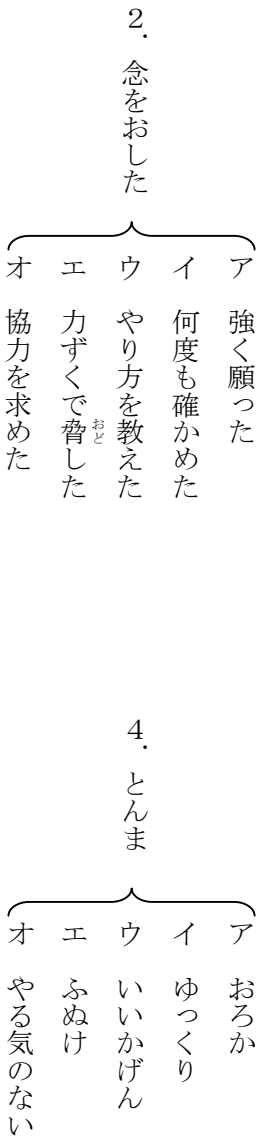 2．念をおした
ア　強く願った
イ　何度も確かめた
ウ　やり方を教えた
エ　力ずくで脅した
おど
オ　協力を求めた
4．とんま
ア　おろか
イ　ゆっくり
ウ　いいかげん
エ　ふぬけ
オ　やる気のない